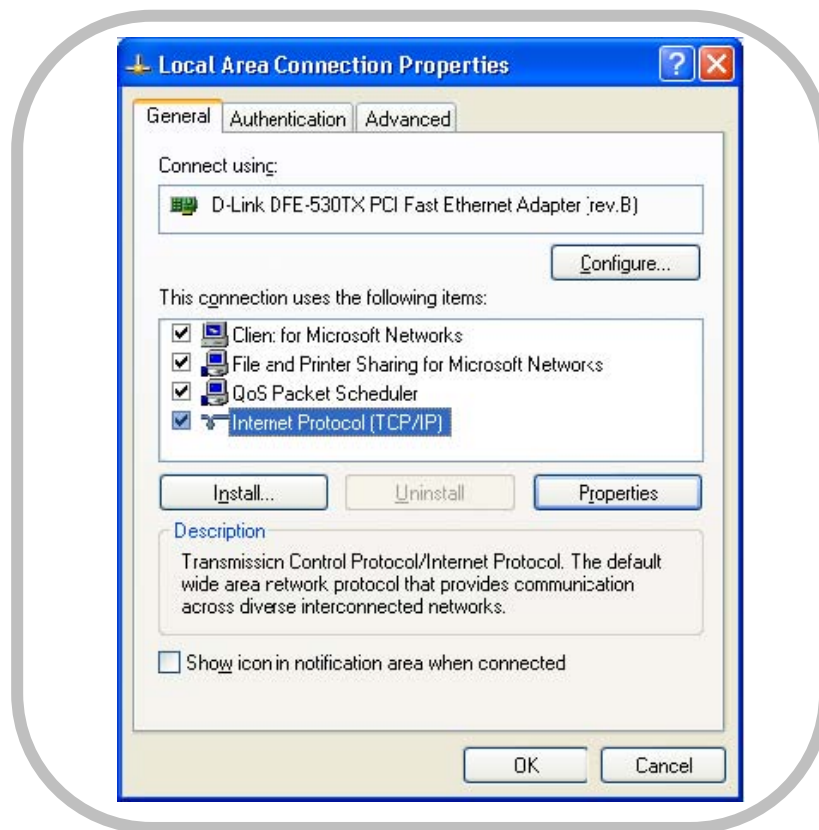 Local Area Connection Properties
General Authentication Advanced
Connect using:
D-Link DFE-530TX PCI Fast Ethernet Adapter (rev.B)
Configure...
This connection uses the following items:
Client for Microsoft Networks
File and Printer Sharing for Microsoft Networks
QoS Packet Scheduler
Internet Protocol (TCP/IP)
Install... Uninstall Properties
Description
Transmission Control Protocol/Internet Protocol. The default
wide area network protocol that provides communication
across diverse interconnected networks.
Show icon in notification area when connected
OK Cancel